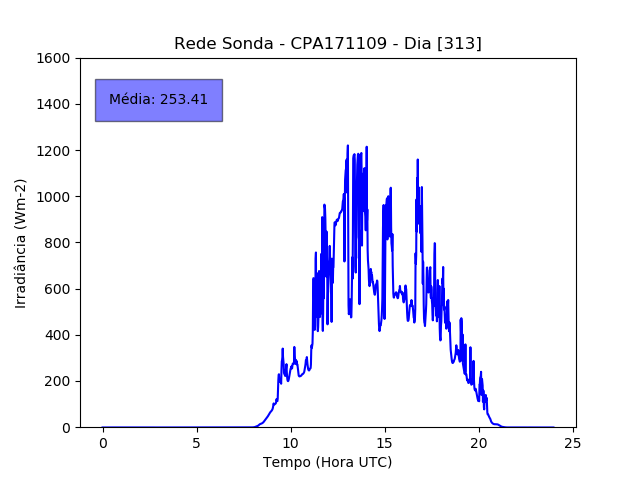 Rede Sonda - CPA171109 - Dia [313]
1600
1400
1200
1000
800
600
400
200
0
Média: 253.41
Irradiância (Wm-2)
0 5 10 15 20 25
Tempo (Hora UTC)